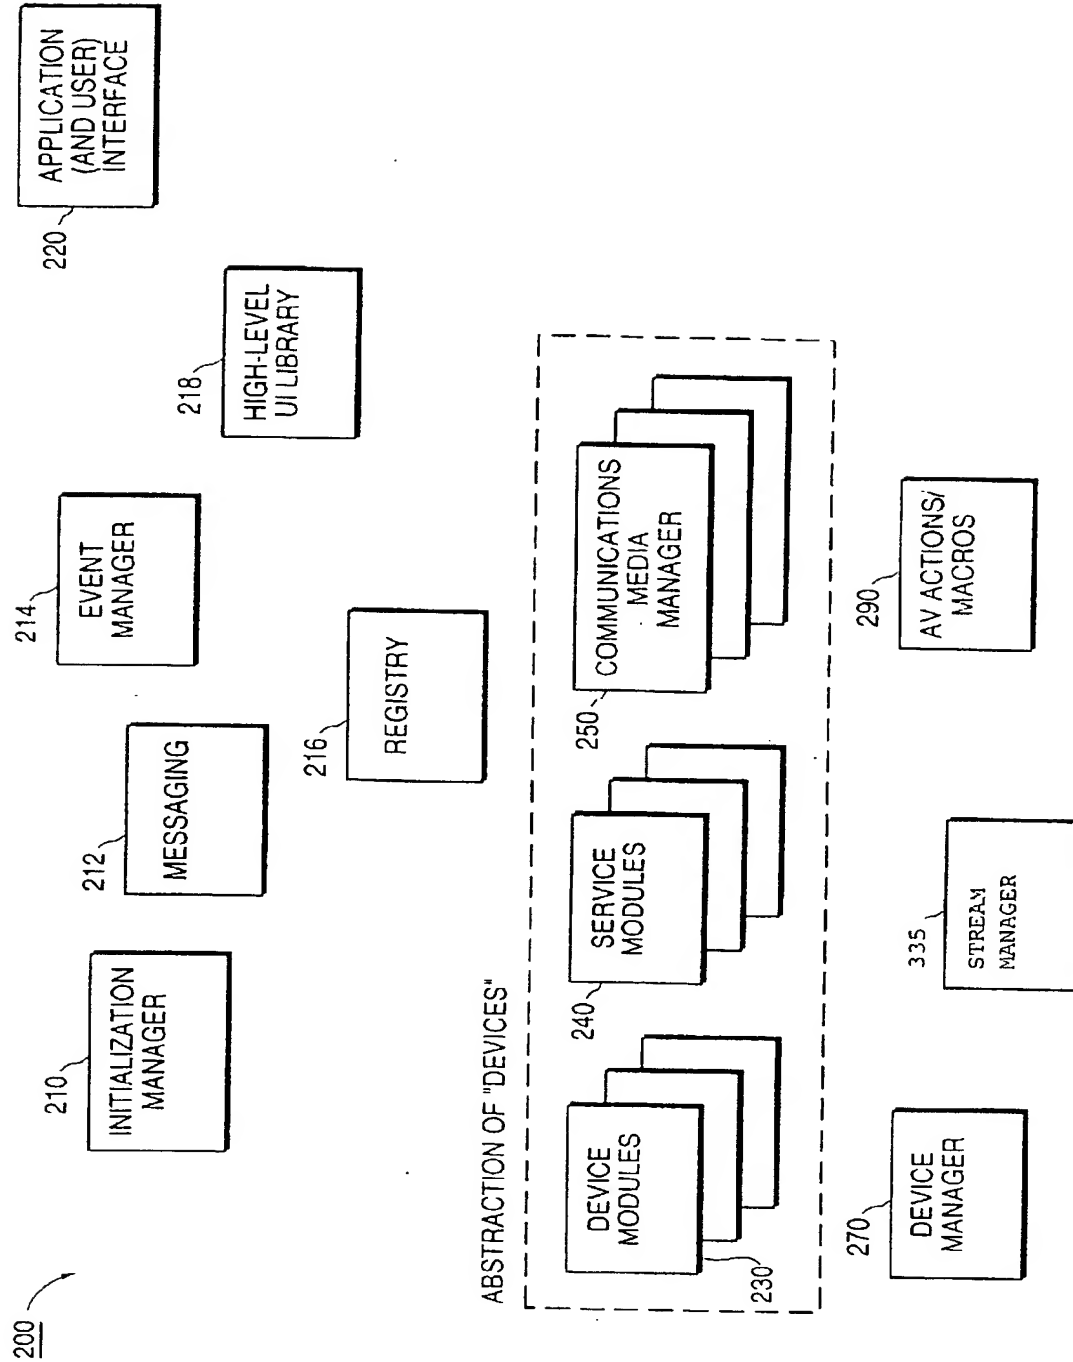 200
210
INITIALIZATION
MANAGER
212
MESSAGING
214
EVENT
MANAGER
216
REGISTRY
218
HIGH-LEVEL
UI LIBRARY
220
APPLICATION
(AND USER)
INTERFACE
ABSTRACTION OF "DEVICES"
DEVICE
MODULES
230
240
SERVICE
MODULES
250
COMMUNICATIONS
MEDIA
MANAGER
270
DEVICE
MANAGER
335
STREAM
MANAGER
290
AV ACTIONS/
MACROS